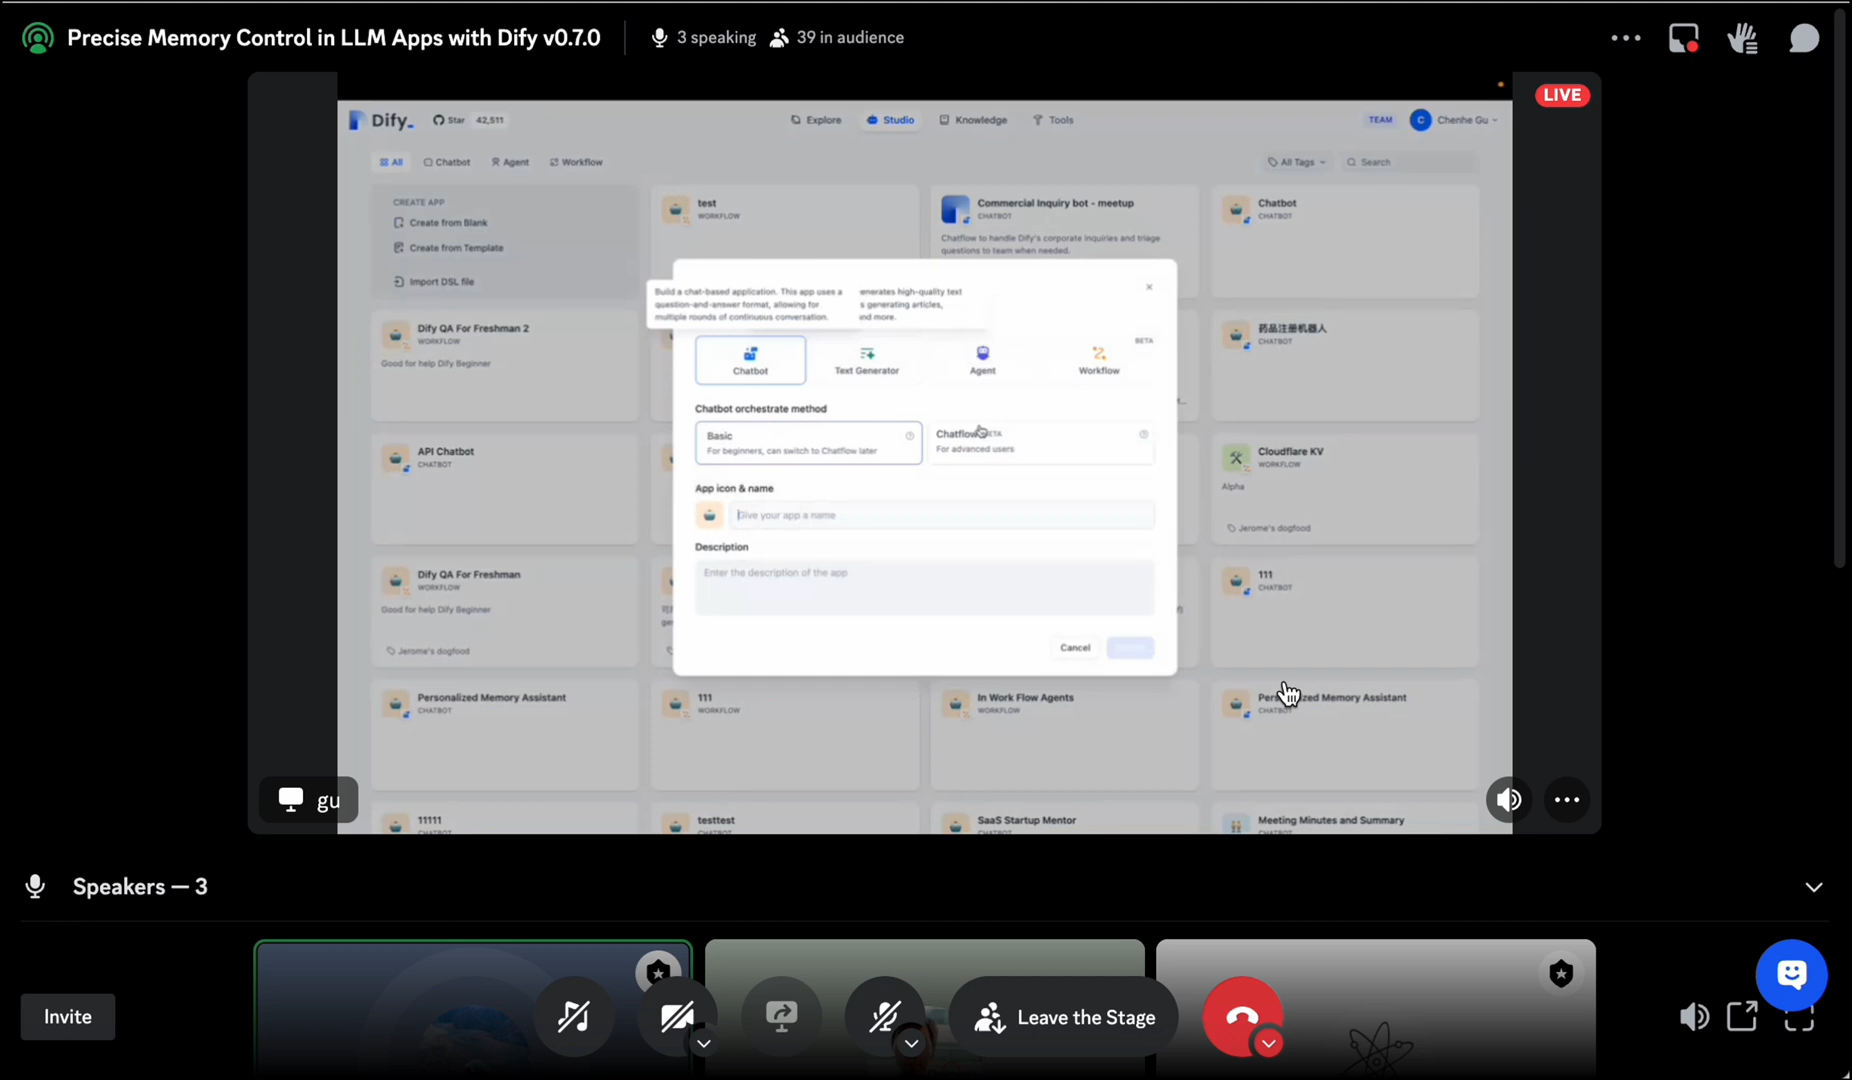 Precise Memory Control in LLM Apps with Dify v0.7.0
3 speaking
39 in audience
LIVE
Dify_
Star 42,511
Explore
Studio
Knowledge
Tools
TEAM
C
Chenhe Gu
All
Chatbot
Agent
Workflow
All Tags
Search
CREATE APP
Create from Blank
Create from Template
Import DSL file
test
WORKFLOW
Commercial Inquiry bot - meetup
CHATBOT
Chatflow to handle Dify's corporate inquiries and triage
questions to team when needed.
Chatbot
CHATBOT
Build a chat-based application. This app uses a
question-and-answer format, allowing for
multiple rounds of continuous conversation.
enerates high-quality text
s generating articles,
nd more.
Chatbot
Text Generator
Agent
BETA
Workflow
Chatbot orchestrate method
Basic
For beginners, can switch to Chatflow later
Chatflow BETA
For advanced users
App icon & name
Give your app a name
Description
Enter the description of the app
Cancel
Dify QA For Freshman 2
WORKFLOW
Good for help Dify Beginner
药品注册机器人
CHATBOT
API Chatbot
CHATBOT
Cloudflare KV
WORKFLOW
Alpha
Jerome's dogfood
Dify QA For Freshman
WORKFLOW
Good for help Dify Beginner
Jerome's dogfood
111
CHATBOT
Personalized Memory Assistant
CHATBOT
111
WORKFLOW
In Work Flow Agents
WORKFLOW
Personalized Memory Assistant
CHATBOT
11111
CHATBOT
testtest
SaaS Startup Mentor
CHATBOT
Meeting Minutes and Summary
gu
Speakers — 3
Invite
Leave the Stage